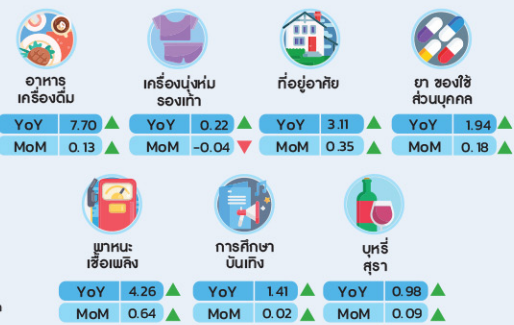 อาหาร
เครื่องดื่ม
เครื่องนุ่งห่ม
รองเท้า
ที่อยู่อาศัย
ยา ของใช้
ส่วนบุคคล
YoY 7.70
YoY 0.22
YoY 3.11
YoY 1.94
MoM 0.13
MoM -0.04
MoM 0.35
MoM 0.18
พาหนะ
เชื้อเพลิง
การศึกษา
บันเทิง
บุหรี่
สุรา
YoY 4.26
YoY 1.41
YoY 0.98
MoM 0.64
MoM 0.02
MoM 0.09